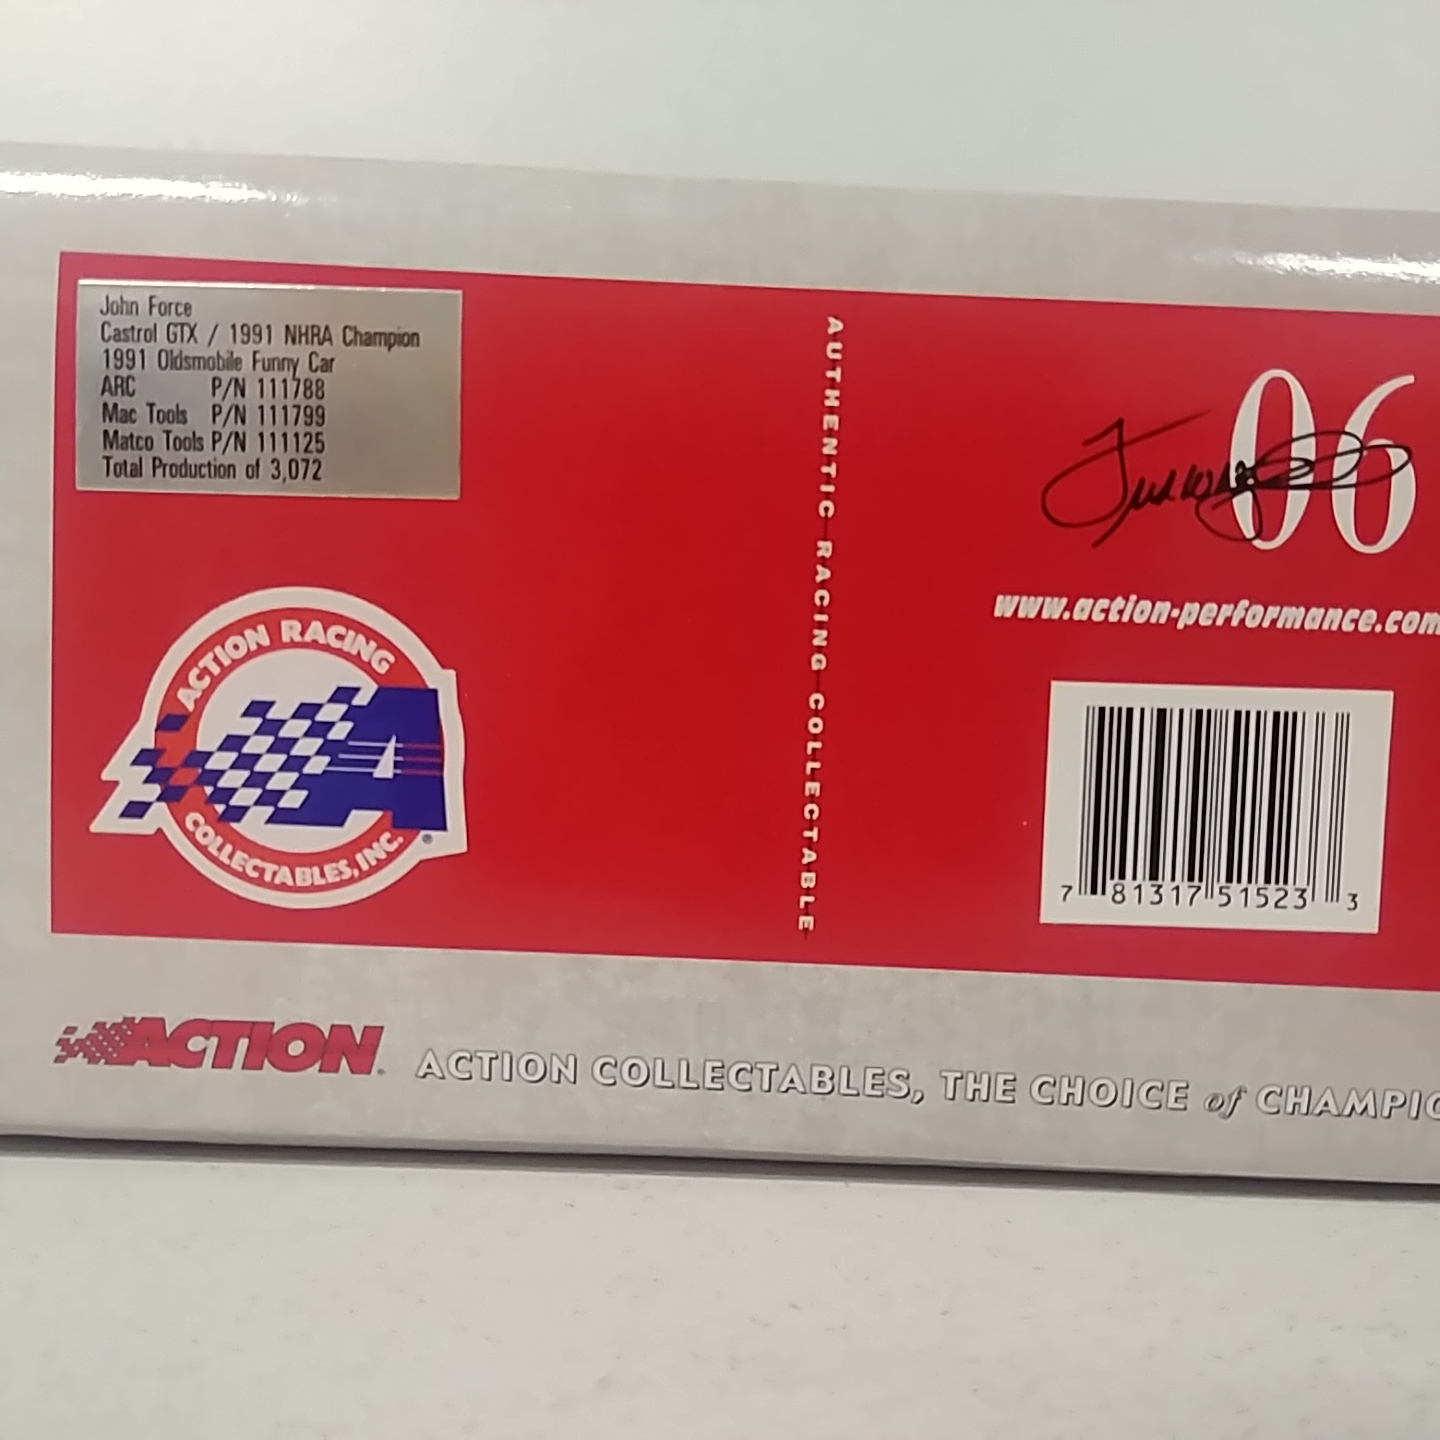 John Force
Castrol GTX / 1991 NHRA Champion
1991 Oldsmobile Funny Car
ARC P/N 111788
Mac Tools P/N 111799
Matco Tools P/N 111125
Total Production of 3,072
ACTION RACING
COLLECTABLES, INC.
®
AUTHENTIC RACING COLLECTABLE
06
www.action-performance.com
7 81317 51523 3
ACTION
ACTION COLLECTABLES, THE CHOICE of CHAMPIO